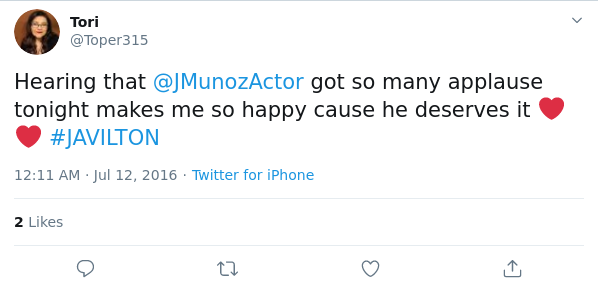 Tori
@Toper315
Hearing that @JMunozActor got so many applause
tonight makes me so happy cause he deserves it ❤️
❤️ #JAVILTON
12:11 AM · Jul 12, 2016 · Twitter for iPhone
2 Likes